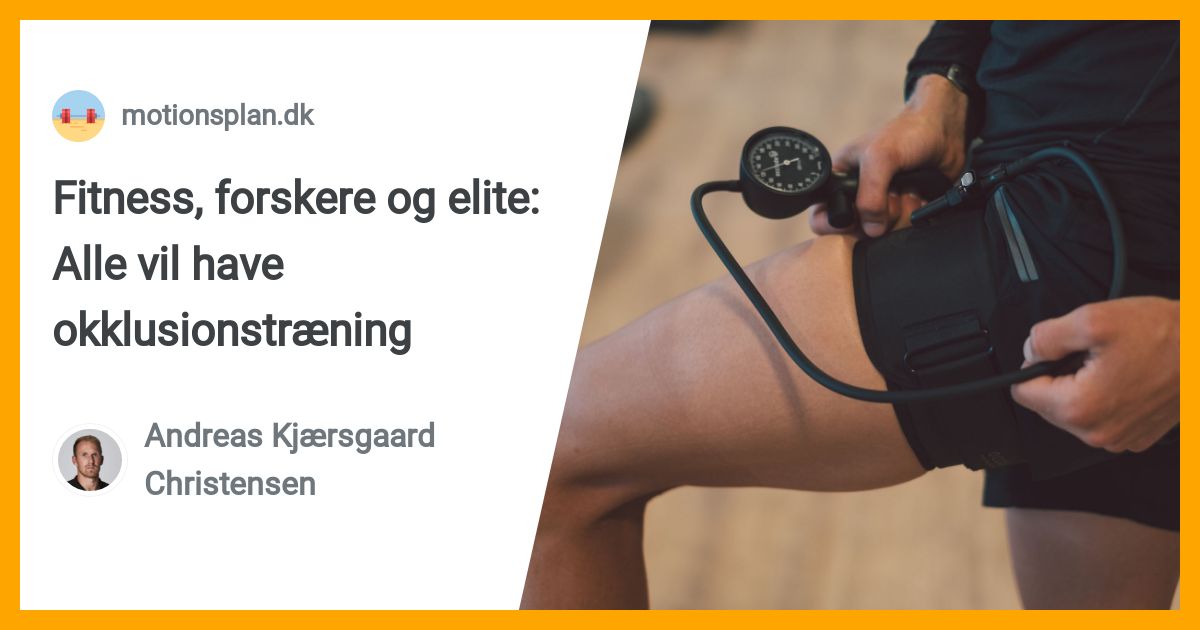 motionsplan.dk
Fitness, forskere og elite:
Alle vil have
okklusionstræning
Andreas Kjærsgaard
Christensen